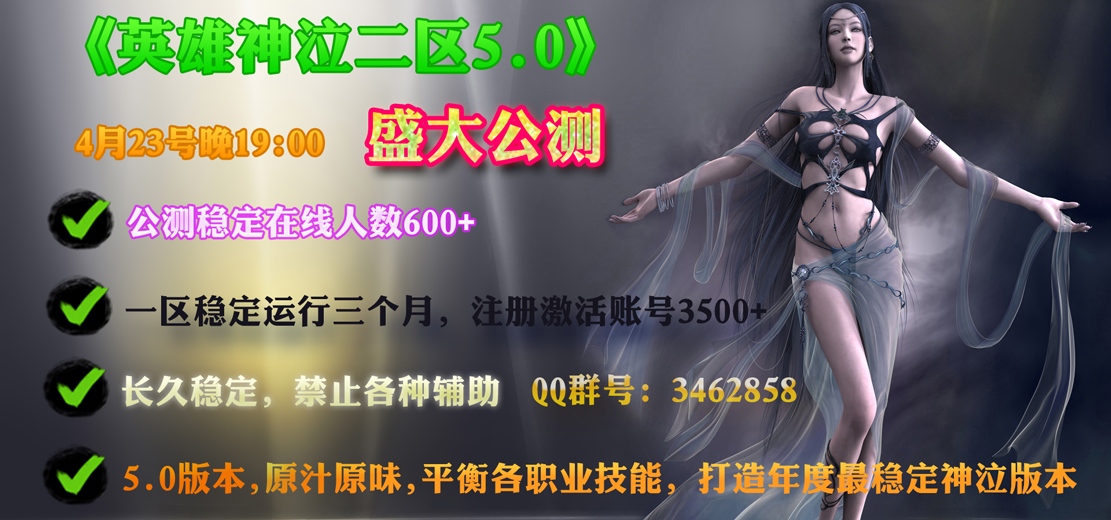 《英雄神泣二区5.0》
4月23号晚19:00 盛大公测
公测稳定在线人数600+
一区稳定运行三个月，注册激活账号3500+
长久稳定，禁止各种辅助 QQ群号：3462858
5.0版本,原汁原味,平衡各职业技能，打造年度最稳定神泣版本